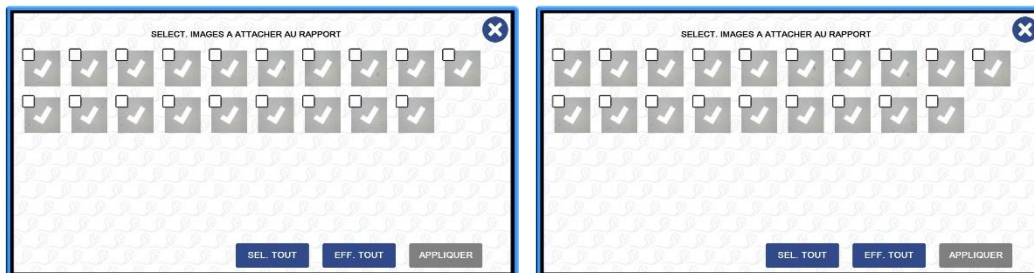 SELECT. IMAGES A ATTACHER AU RAPPORT
SEL. TOUT EFF. TOUT APPLIQUER
SELECT. IMAGES A ATTACHER AU RAPPORT
SEL. TOUT EFF. TOUT APPLIQUER